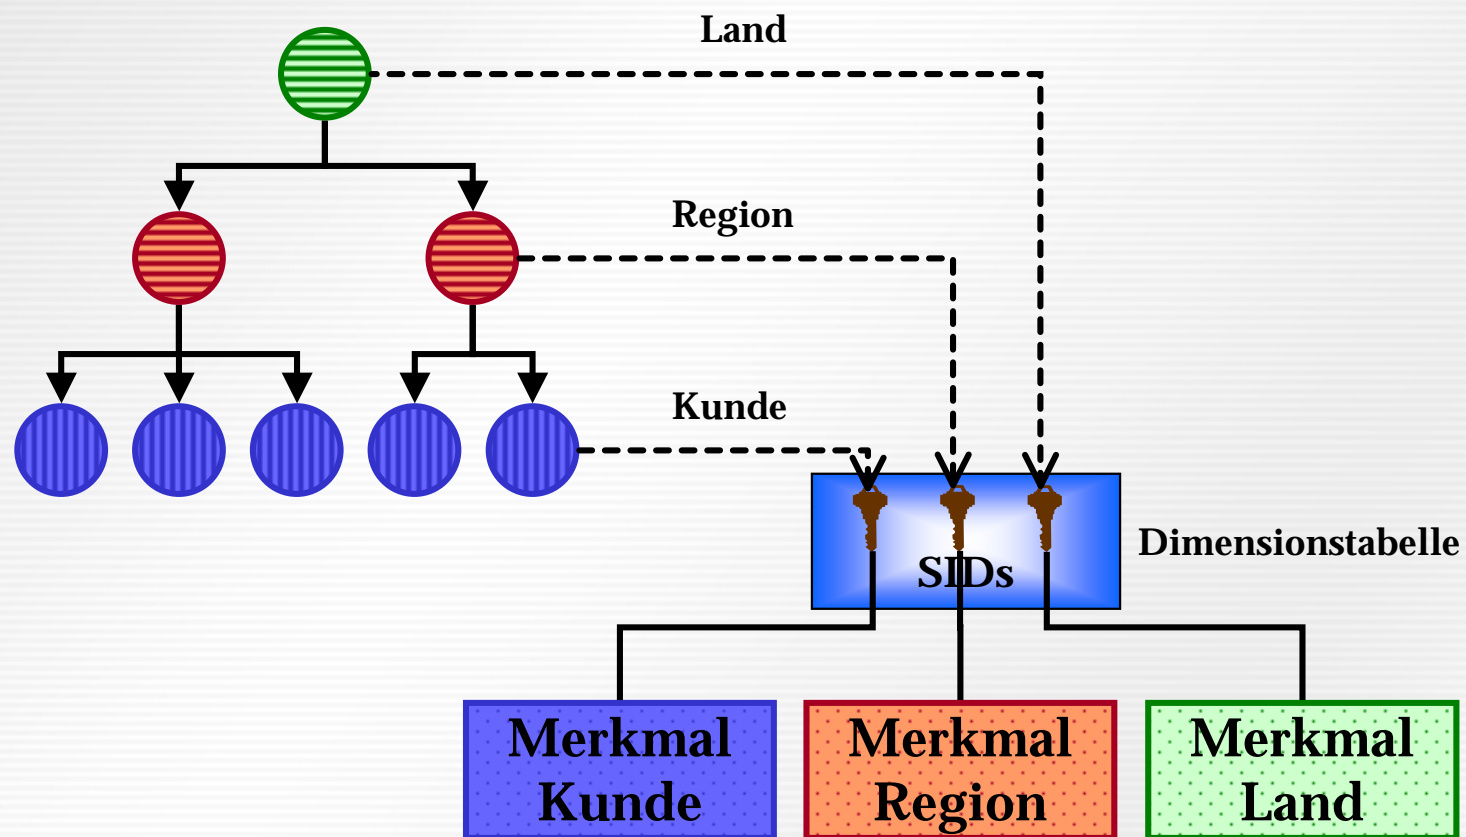 Land
Region
Kunde
Dimensionstabelle
SIDs
Merkmal
Kunde
Merkmal
Region
Merkmal
Land